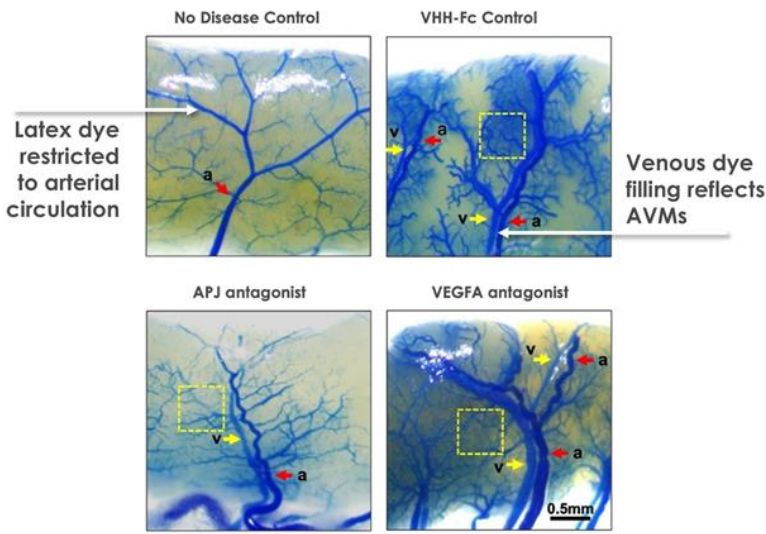 No Disease Control
VHH-Fc Control
Latex dye
restricted
to arterial
circulation
a
v
a
v
a
Venous dye
filling reflects
AVMs
APJ antagonist
VEGFA antagonist
v
a
v
a
a
v
0.5mm